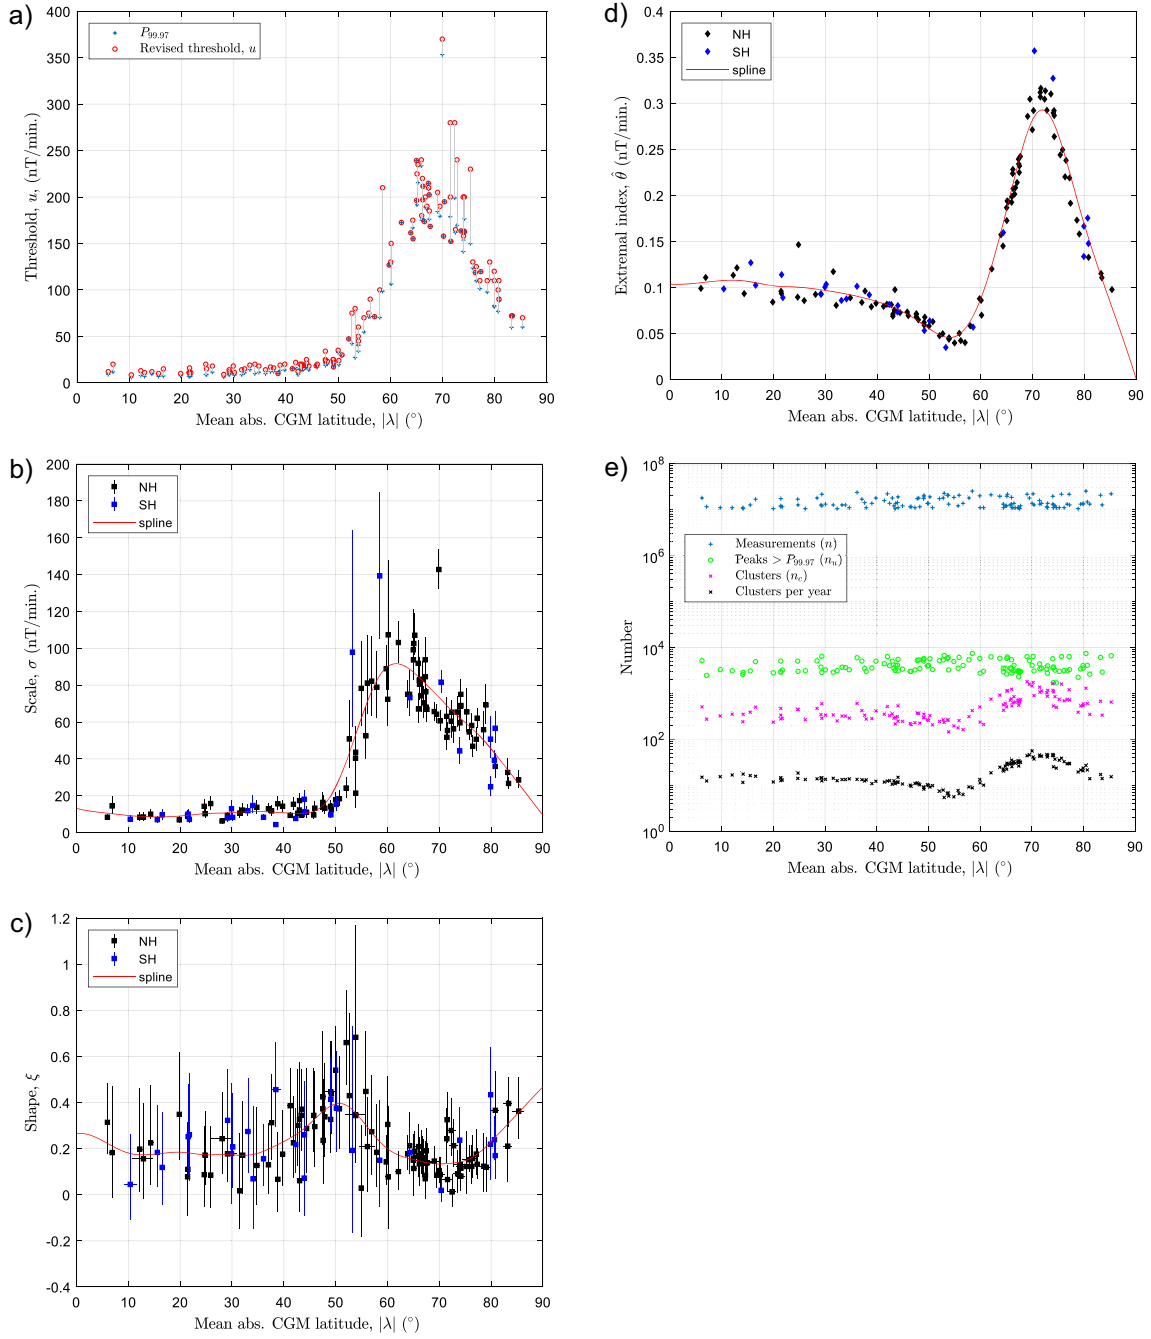 a)
P99.97
Revised threshold, u
400
350
300
250
200
150
100
50
0
Threshold, u, (nT/min.)
0 10 20 30 40 50 60 70 80 90
Mean abs. CGM latitude, |λ| (°)
b)
NH
SH
spline
200
180
160
140
120
100
80
60
40
20
0
Scale, σ (nT/min.)
0 10 20 30 40 50 60 70 80 90
Mean abs. CGM latitude, |λ| (°)
c)
NH
SH
spline
1.2
1
0.8
0.6
0.4
0.2
0
-0.2
-0.4
Shape, ξ
0 10 20 30 40 50 60 70 80 90
Mean abs. CGM latitude, |λ| (°)
d)
NH
SH
spline
0.4
0.35
0.3
0.25
0.2
0.15
0.1
0.05
0
Extremal index, θ̂ (nT/min.)
0 10 20 30 40 50 60 70 80 90
Mean abs. CGM latitude, |λ| (°)
e)
10^8
10^6
10^4
10^2
10^0
Measurements (n)
Peaks > P99.97 (nu)
Clusters (nc)
Clusters per year
Number
0 10 20 30 40 50 60 70 80 90
Mean abs. CGM latitude, |λ| (°)